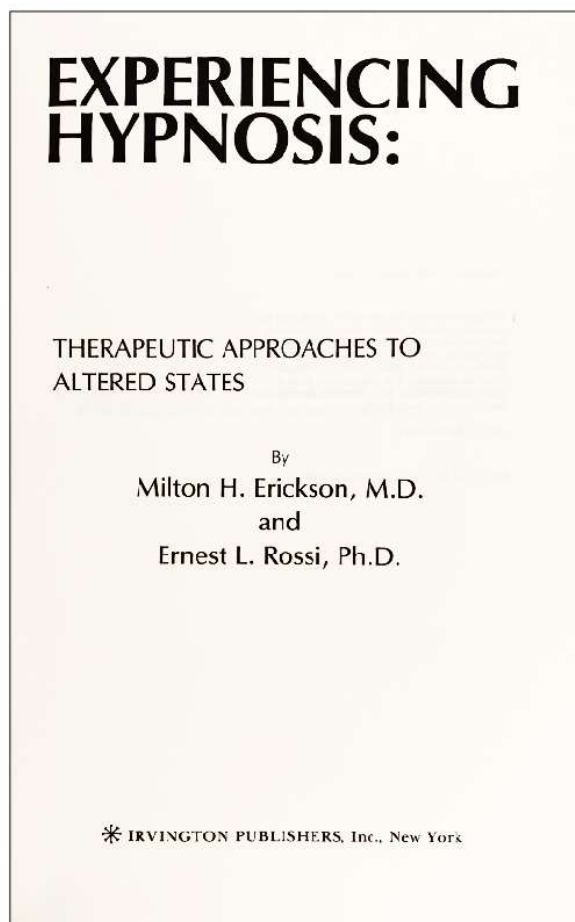 EXPERIENCING
HYPNOSIS:
THERAPEUTIC APPROACHES TO
ALTERED STATES
By
Milton H. Erickson, M.D.
and
Ernest L. Rossi, Ph.D.
✳ IRVINGTON PUBLISHERS, Inc., New York